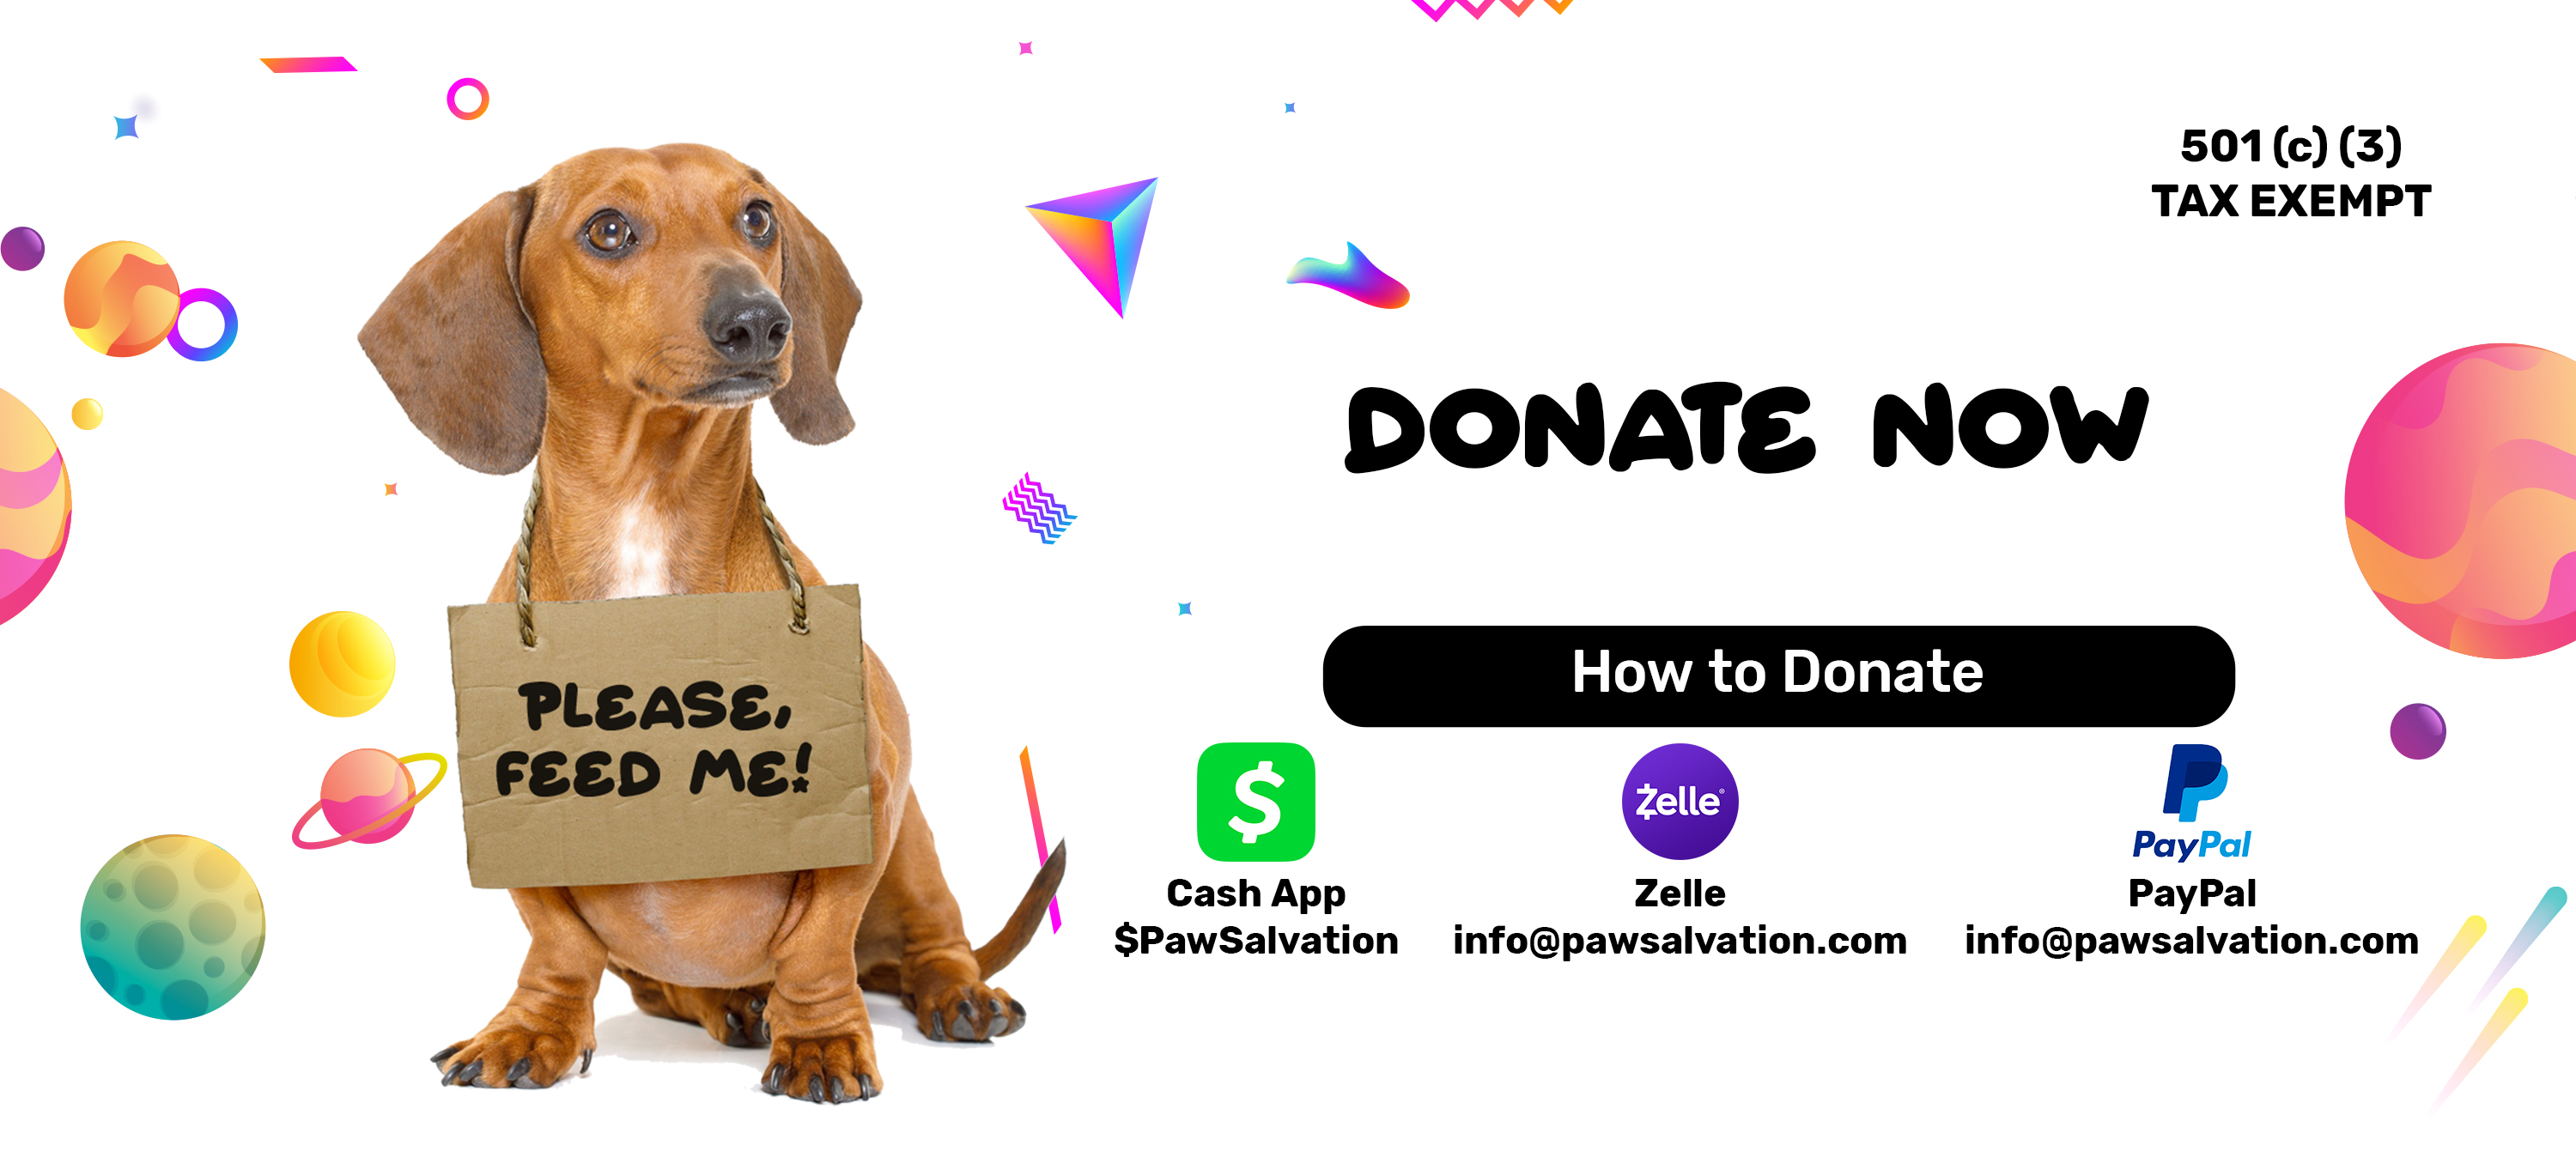 501 (c) (3)
TAX EXEMPT
DONATE NOW
PLEASE,
FEED ME!
How to Donate
Zelle®
PayPal
Cash App
$PawSalvation
Zelle
info@pawsalvation.com
PayPal
info@pawsalvation.com